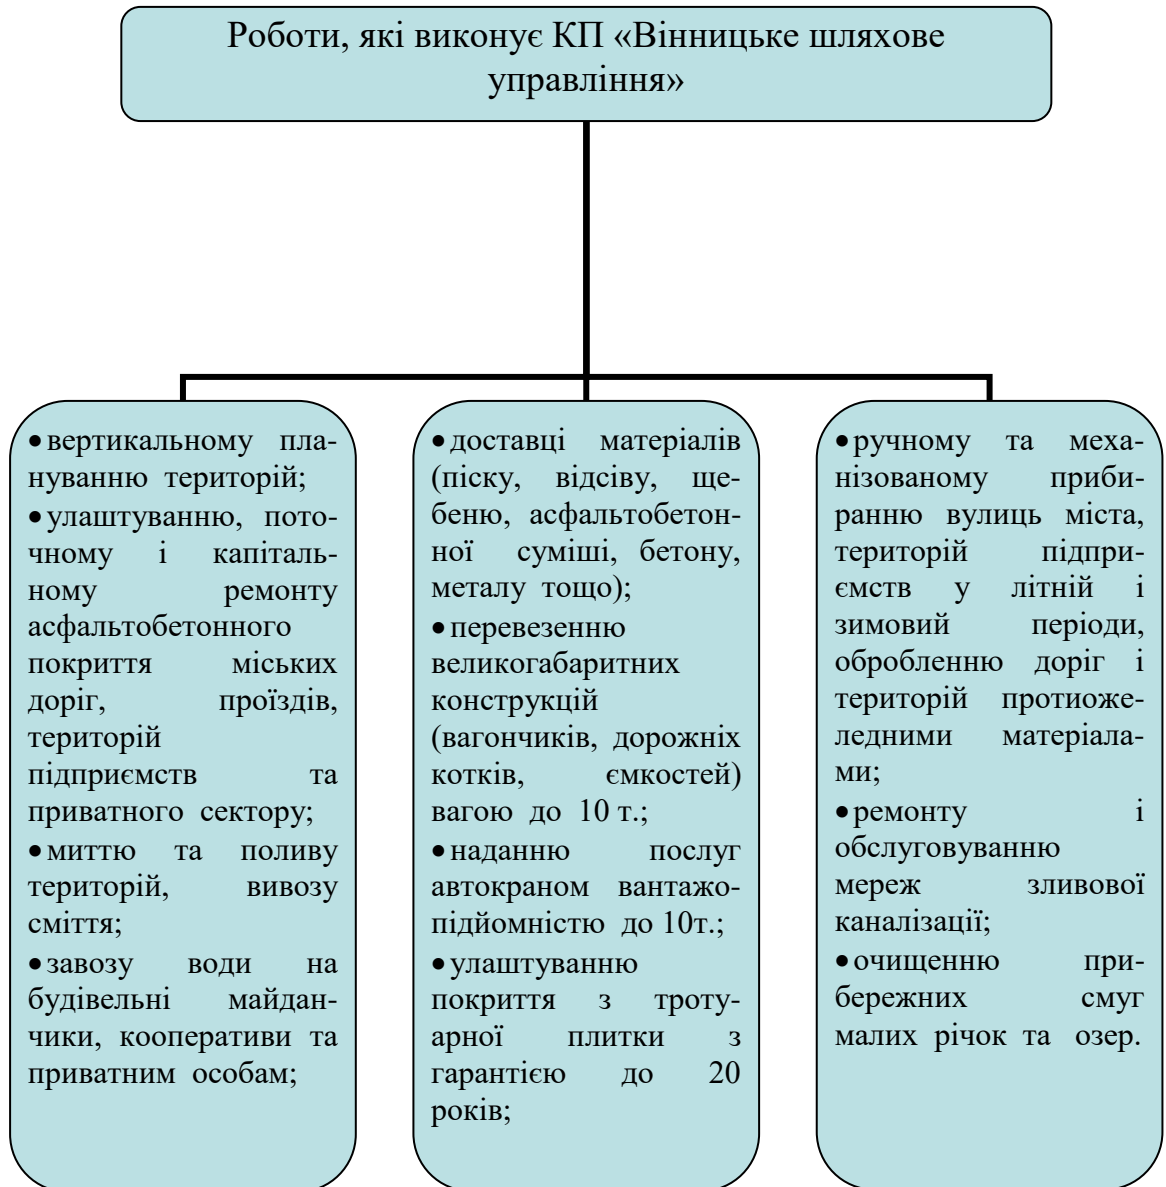 Роботи, які виконує КП «Вінницьке шляхове
управління»
•вертикальному пла-
нуванню територій;
•улаштуванню, пото-
чному і капіталь-
ному ремонту
асфальтобетонного
покриття міських
доріг, проїздів,
територій
підприємств та
приватного сектору;
•миттю та поливу
територій, вивозу
сміття;
•завозу води на
будівельні майдан-
чики, кооперативи та
приватним особам;
•доставці матеріалів
(піску, відсіву, ще-
беню, асфальтобетон-
ної суміші, бетону,
металу тощо);
•перевезенню
великогабаритних
конструкцій
(вагончиків, дорожніх
котків, ємкостей)
вагою до 10 т.;
•наданню послуг
автокраном вантажо-
підйомністю до 10т.;
•улаштуванню
покриття з троту-
арної плитки з
гарантією до 20
років;
•ручному та меха-
нізованому приби-
ранню вулиць міста,
територій підпри-
ємств у літній і
зимовий періоди,
обробленню доріг і
територій протиоже-
ледними матеріала-
ми;
•ремонту і
обслуговуванню
мереж зливової
каналізації;
•очищенню при-
бережних смуг
малих річок та озер.